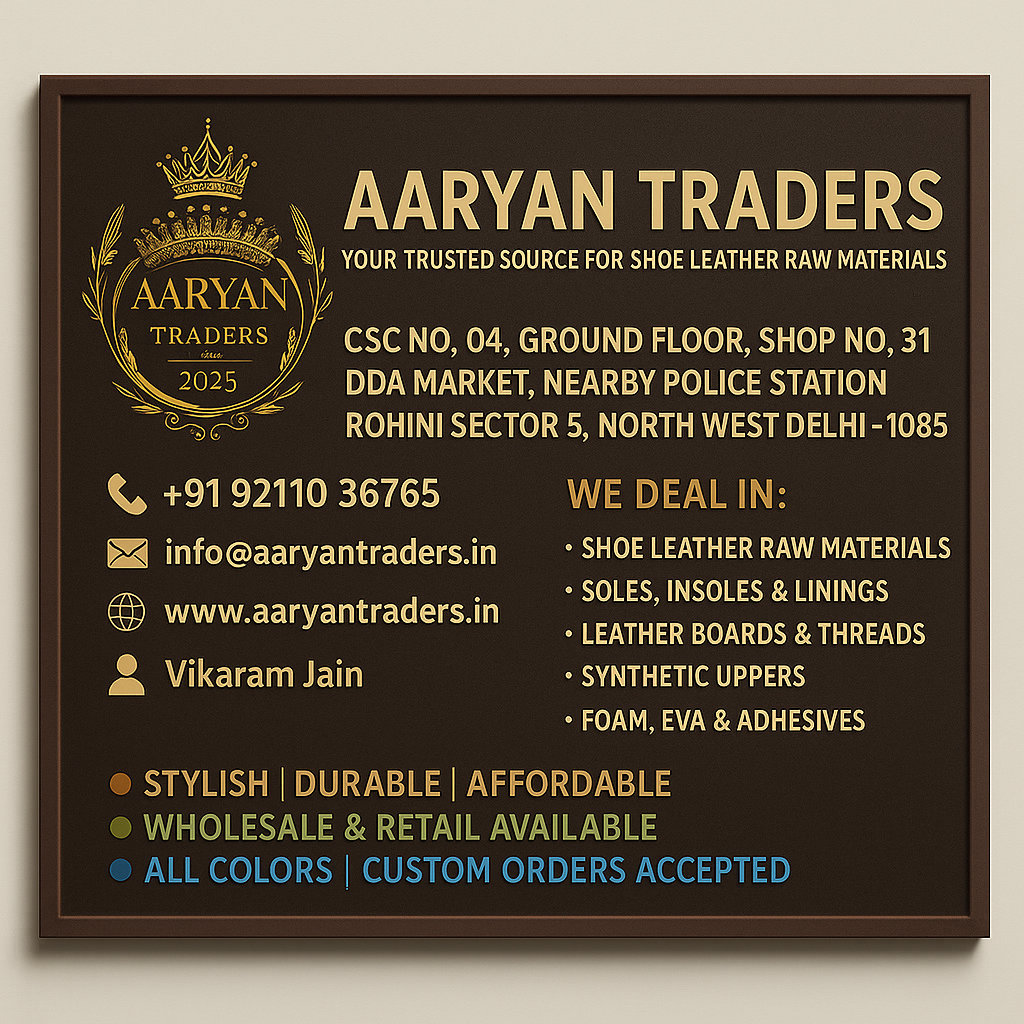 AARYAN
TRADERS
2025
AARYAN TRADERS
YOUR TRUSTED SOURCE FOR SHOE LEATHER RAW MATERIALS
CSC NO, 04, GROUND FLOOR, SHOP NO, 31
DDA MARKET, NEARBY POLICE STATION
ROHINI SECTOR 5, NORTH WEST DELHI-1085
+91 92110 36765
info@aaryantraders.in
www.aaryantraders.in
Vikaram Jain
WE DEAL IN:
• SHOE LEATHER RAW MATERIALS
• SOLES, INSOLES & LININGS
• LEATHER BOARDS & THREADS
• SYNTHETIC UPPERS
• FOAM, EVA & ADHESIVES
● STYLISH | DURABLE | AFFORDABLE
● WHOLESALE & RETAIL AVAILABLE
● ALL COLORS | CUSTOM ORDERS ACCEPTED